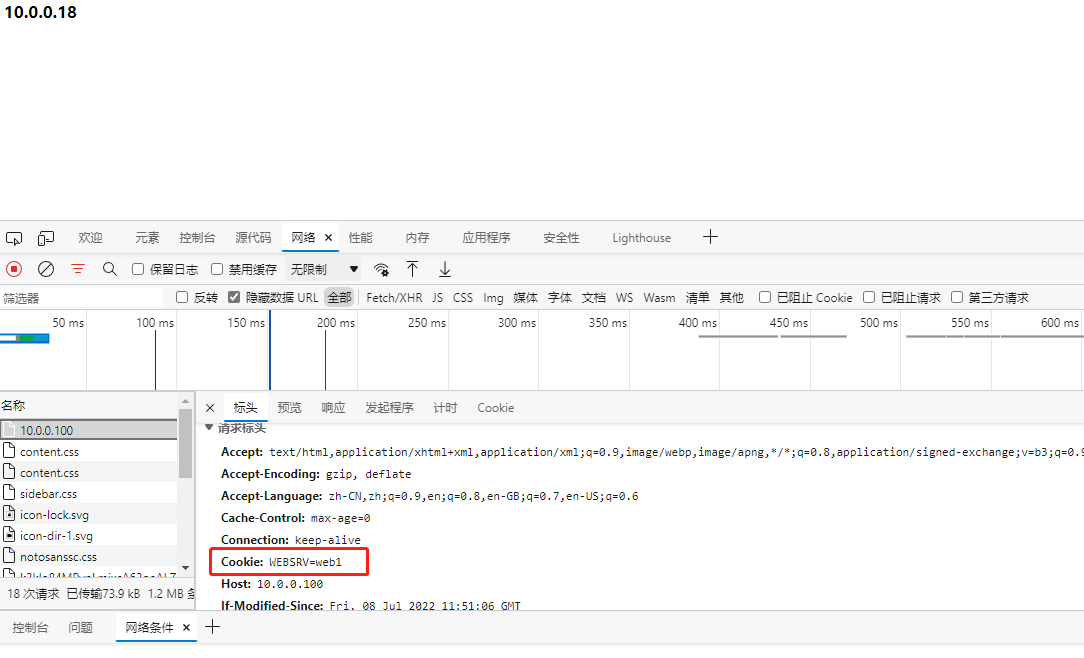 10.0.0.18
欢迎 元素 控制台 源代码 网络 × 性能 内存 应用程序 安全性 Lighthouse
保留日志 禁用缓存 无限制
筛选器 反转 隐藏数据 URL 全部 Fetch/XHR JS CSS Img 媒体 字体 文档 WS Wasm 清单 其他 已阻止 Cookie 已阻止请求 第三方请求
50 ms 100 ms 150 ms 200 ms 250 ms 300 ms 350 ms 400 ms 450 ms 500 ms 550 ms 600 ms
名称
10.0.0.100
content.css
content.css
sidebar.css
icon-lock.svg
icon-dir-1.svg
notosanssc.css
18 次请求 已传输73.9 kB 1.2 MB
× 标头 预览 响应 发起程序 计时 Cookie
请求标头
Accept: text/html,application/xhtml+xml,application/xml;q=0.9,image/webp,image/apng,*/*;q=0.8,application/signed-exchange;v=b3;q=0.9
Accept-Encoding: gzip, deflate
Accept-Language: zh-CN,zh;q=0.9,en;q=0.8,en-GB;q=0.7,en-US;q=0.6
Cache-Control: max-age=0
Connection: keep-alive
Cookie: WEBSRV=web1
Host: 10.0.0.100
If-Modified-Since: Fri, 08 Jul 2022 11:51:06 GMT
控制台 问题 网络条件 ×